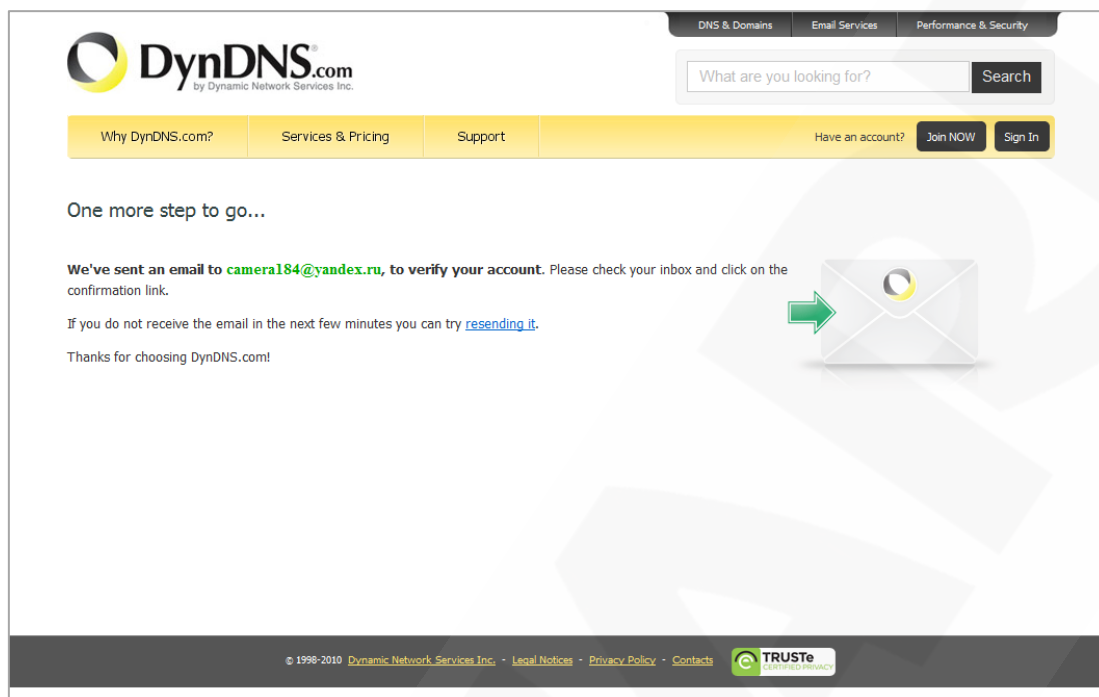 DNS & Domains Email Services Performance & Security
DynDNS.com
by Dynamic Network Services Inc.
What are you looking for? Search
Why DynDNS.com? Services & Pricing Support Have an account? Join NOW Sign In
One more step to go...
We've sent an email to camera184@yandex.ru, to verify your account. Please check your inbox and click on the
confirmation link.
If you do not receive the email in the next few minutes you can try resending it.
Thanks for choosing DynDNS.com!
© 1998-2010 Dynamic Network Services Inc. - Legal Notices - Privacy Policy - Contacts TRUSTe
CERTIFIED PRIVACY